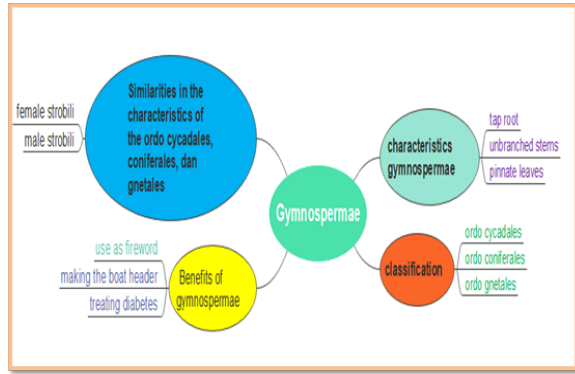 Similarities in the
characteristics of
the ordo cycadales,
coniferales, dan
gnetales
female strobili
male strobili
Gymnospermae
characteristics
gymnospermae
tap root
unbranched stems
pinnate leaves
Benefits of
gymnospermae
use as fireword
making the boat header
treating diabetes
classification
ordo cycadales
ordo coniferales
ordo gnetales